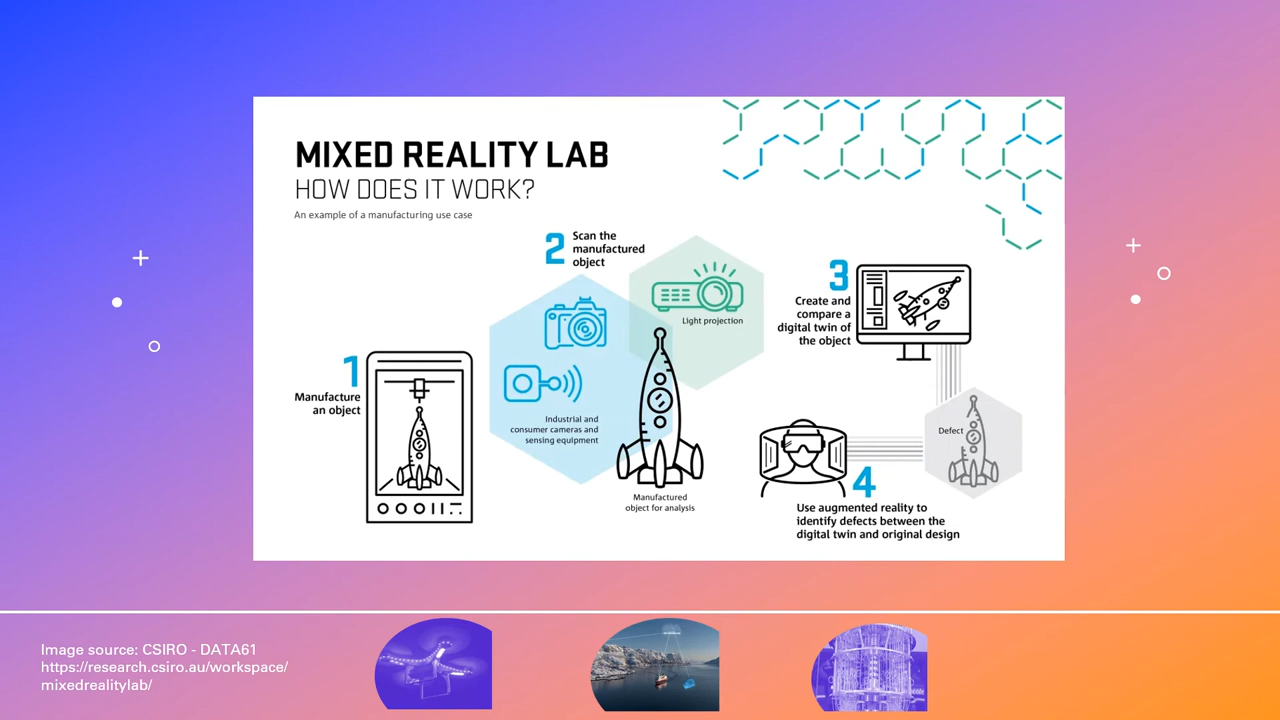 MIXED REALITY LAB
HOW DOES IT WORK?
An example of a manufacturing use case
1
Manufacture
an object
2
Scan the
manufactured
object
Light projection
Industrial and
consumer cameras and
sensing equipment
Manufactured
object for analysis
3
Create and
compare a
digital twin of
the object
Defect
4
Use augmented reality to
identify defects between the
digital twin and original design
Image source: CSIRO - DATA61
https://research.csiro.au/workspace/
mixedrealitylab/